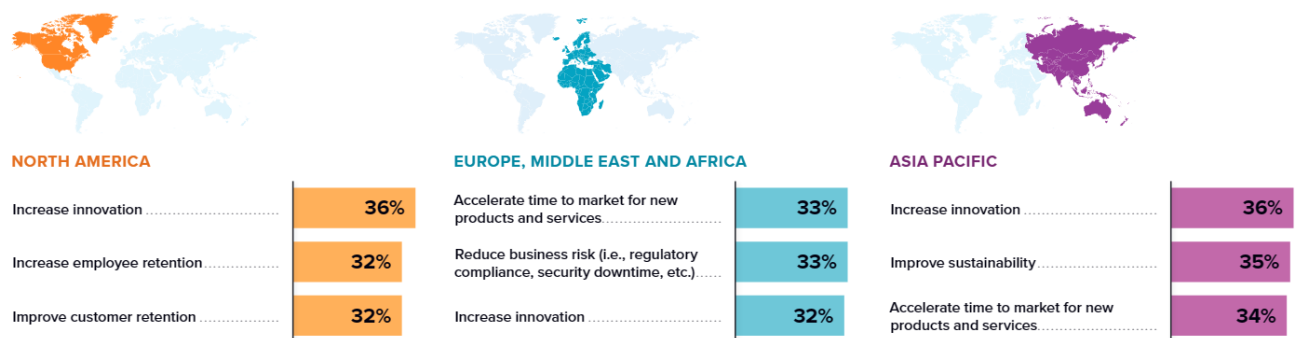 NORTH AMERICA
Increase innovation 36%
Increase employee retention 32%
Improve customer retention 32%
EUROPE, MIDDLE EAST AND AFRICA
Accelerate time to market for new
products and services 33%
Reduce business risk (i.e., regulatory
compliance, security downtime, etc.) 33%
Increase innovation 32%
ASIA PACIFIC
Increase innovation 36%
Improve sustainability 35%
Accelerate time to market for new
products and services 34%